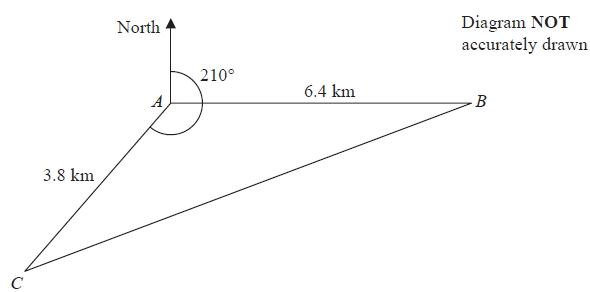 North
Diagram NOT
accurately drawn
210°
A
6.4 km
B
3.8 km
C